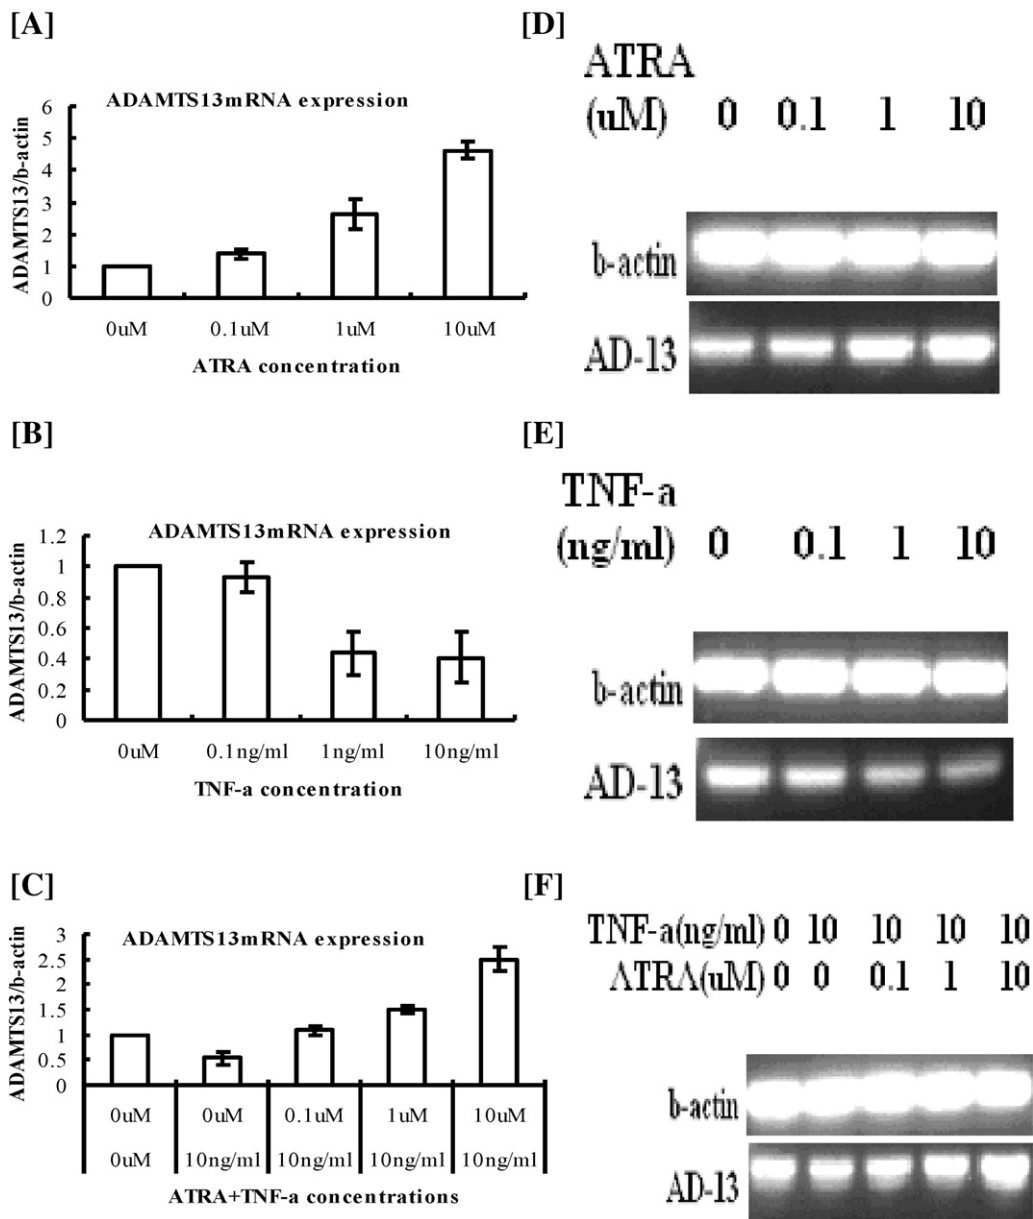 [A]
ADAMTS13mRNA expression
ADAMTS13/b-actin
6
5
4
3
2
1
0
0uM 0.1uM 1uM 10uM
ATRA concentration
[D]
ATRA
(uM) 0 0.1 1 10
b-actin
AD-13
[B]
ADAMTS13mRNA expression
ADAMTS13/b-actin
1.2
1
0.8
0.6
0.4
0.2
0
0uM 0.1ng/ml 1ng/ml 10ng/ml
TNF-a concentration
[E]
TNF-a
(ng/ml) 0 0.1 1 10
b-actin
AD-13
[C]
ADAMTS13mRNA expression
ADAMTS13/b-actin
3
2.5
2
1.5
1
0.5
0
0uM 0uM 0.1uM 1uM 10uM
0uM 10ng/ml 10ng/ml 10ng/ml 10ng/ml
ATRA+TNF-a concentrations
[F]
TNF-a(ng/ml) 0 10 10 10 10
ATRA(uM) 0 0 0.1 1 10
b-actin
AD-13